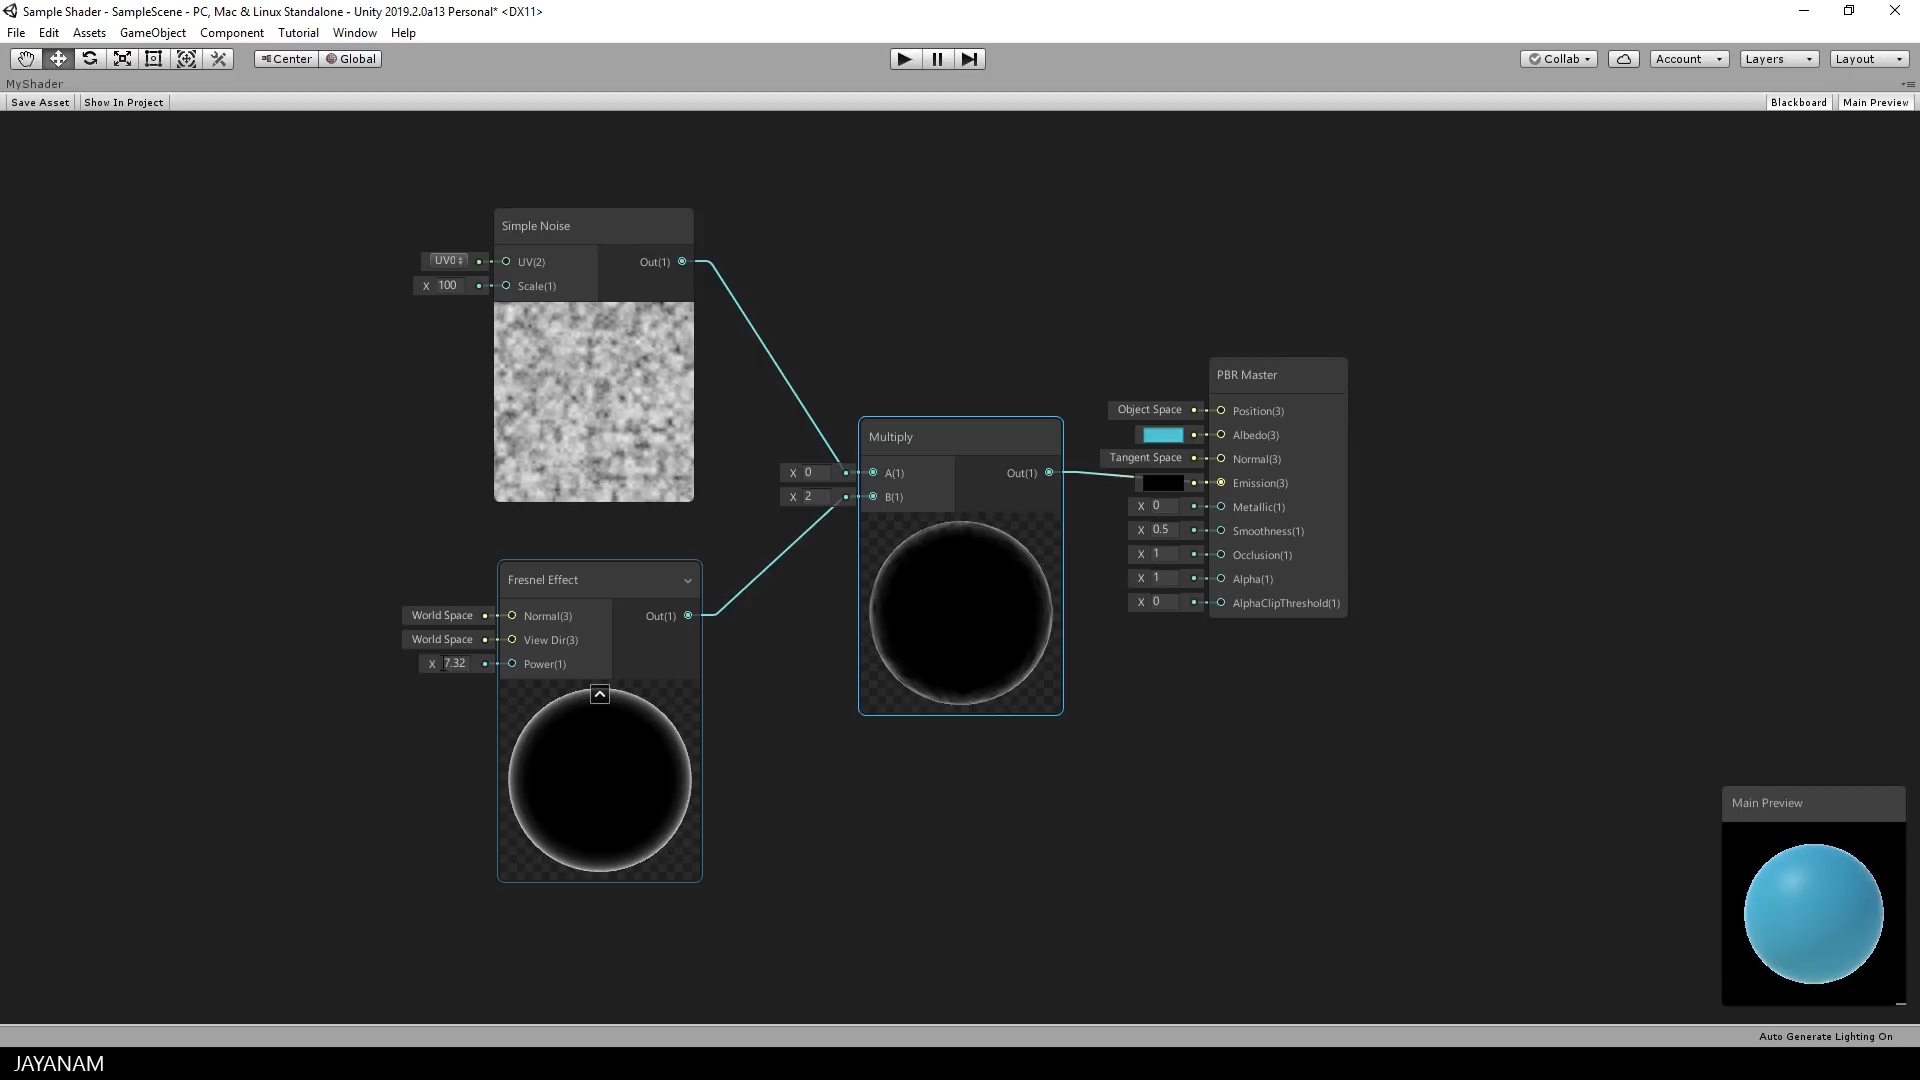 Sample Shader - SampleScene - PC, Mac & Linux Standalone - Unity 2019.2.0a13 Personal* <DX11>
File Edit Assets GameObject Component Tutorial Window Help
Center Global Collab Account Layers Layout
MyShader
Save Asset Show In Project Blackboard Main Preview
Simple Noise
UV0 UV(2) Out(1)
X 100 Scale(1)
Fresnel Effect
World Space Normal(3) Out(1)
World Space View Dir(3)
X 7.32 Power(1)
Multiply
X 0 A(1) Out(1)
X 2 B(1)
PBR Master
Object Space Position(3)
Albedo(3)
Tangent Space Normal(3)
Emission(3)
X 0 Metallic(1)
X 0.5 Smoothness(1)
X 1 Occlusion(1)
X 1 Alpha(1)
X 0 AlphaClipThreshold(1)
Main Preview
Auto Generate Lighting On
JAYANAM